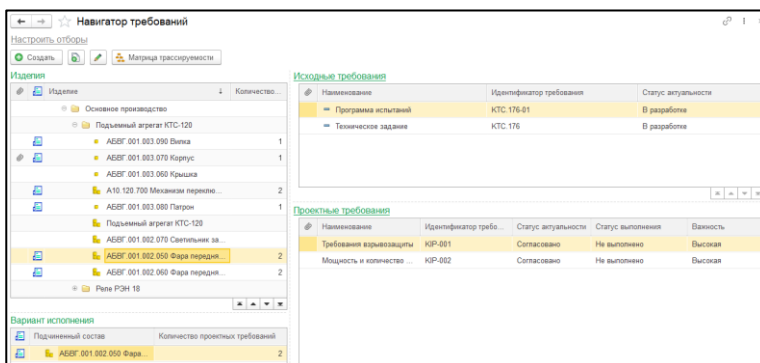 Навигатор требований
Настроить отборы
Создать Матрица трассируемости
Изделия
Изделие Количество...
Основное производство
Подъемный агрегат КТС-120
АБВГ.001.003.090 Вилка 1
АБВГ.001.003.070 Корпус 1
АБВГ.001.003.060 Крышка
А10.120.700 Механизм переклю... 2
АБВГ.001.003.080 Патрон 1
Подъемный агрегат КТС-120
АБВГ.001.002.070 Светильник за...
АБВГ.001.002.050 Фара передня... 2
АБВГ.001.002.060 Фара передня... 2
Реле РЭН 18
Вариант исполнения
Подчиненный состав Количество проектных требований
АБВГ.001.002.050 Фара... 2
Исходные требования
Наименование Идентификатор требования Статус актуальности
Программа испытаний КТС.176-01 В разработке
Техническое задание КТС.176 В разработке
Проектные требования
Наименование Идентификатор требо... Статус актуальности Статус выполнения Важность
Требования взрывозащиты KIP-001 Согласовано Не выполнено Высокая
Мощность и количество ... KIP-002 Согласовано Не выполнено Высокая